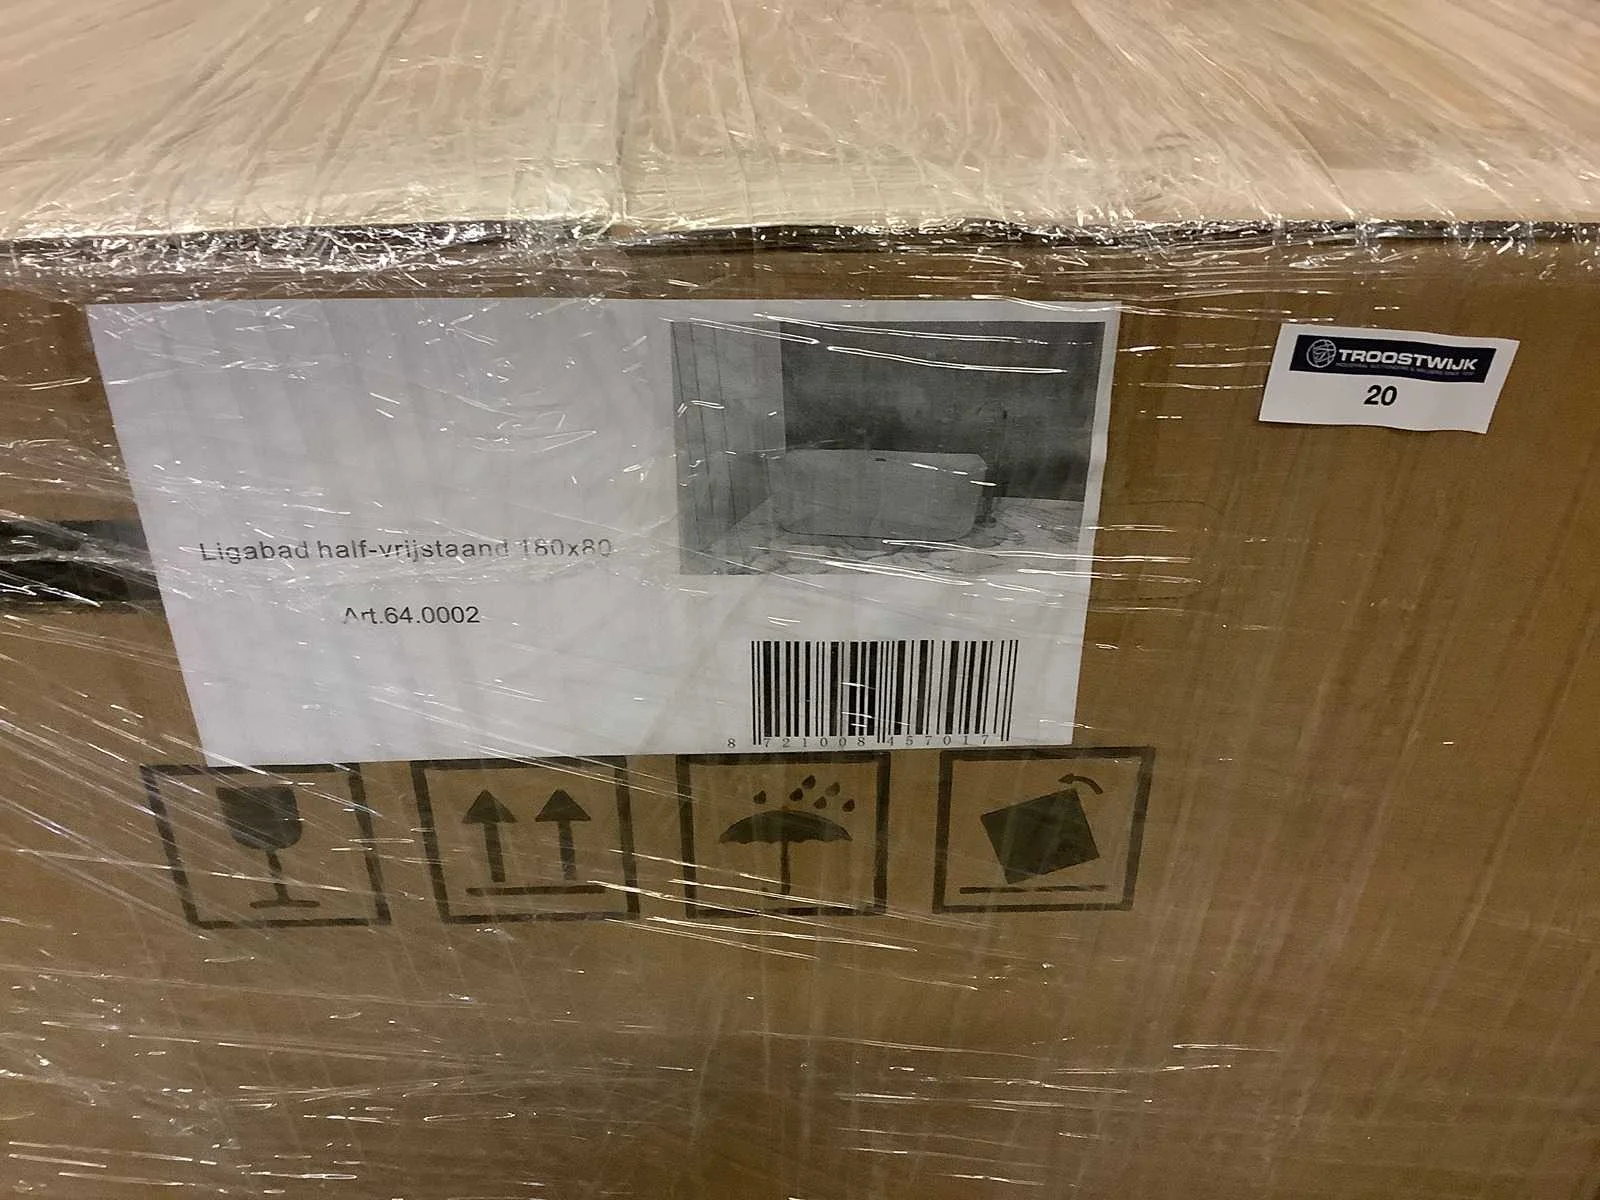 TROOSTWIJK
20
Ligabad half-vrijstaand 180x80
Art.64.0002
8 721008 457017